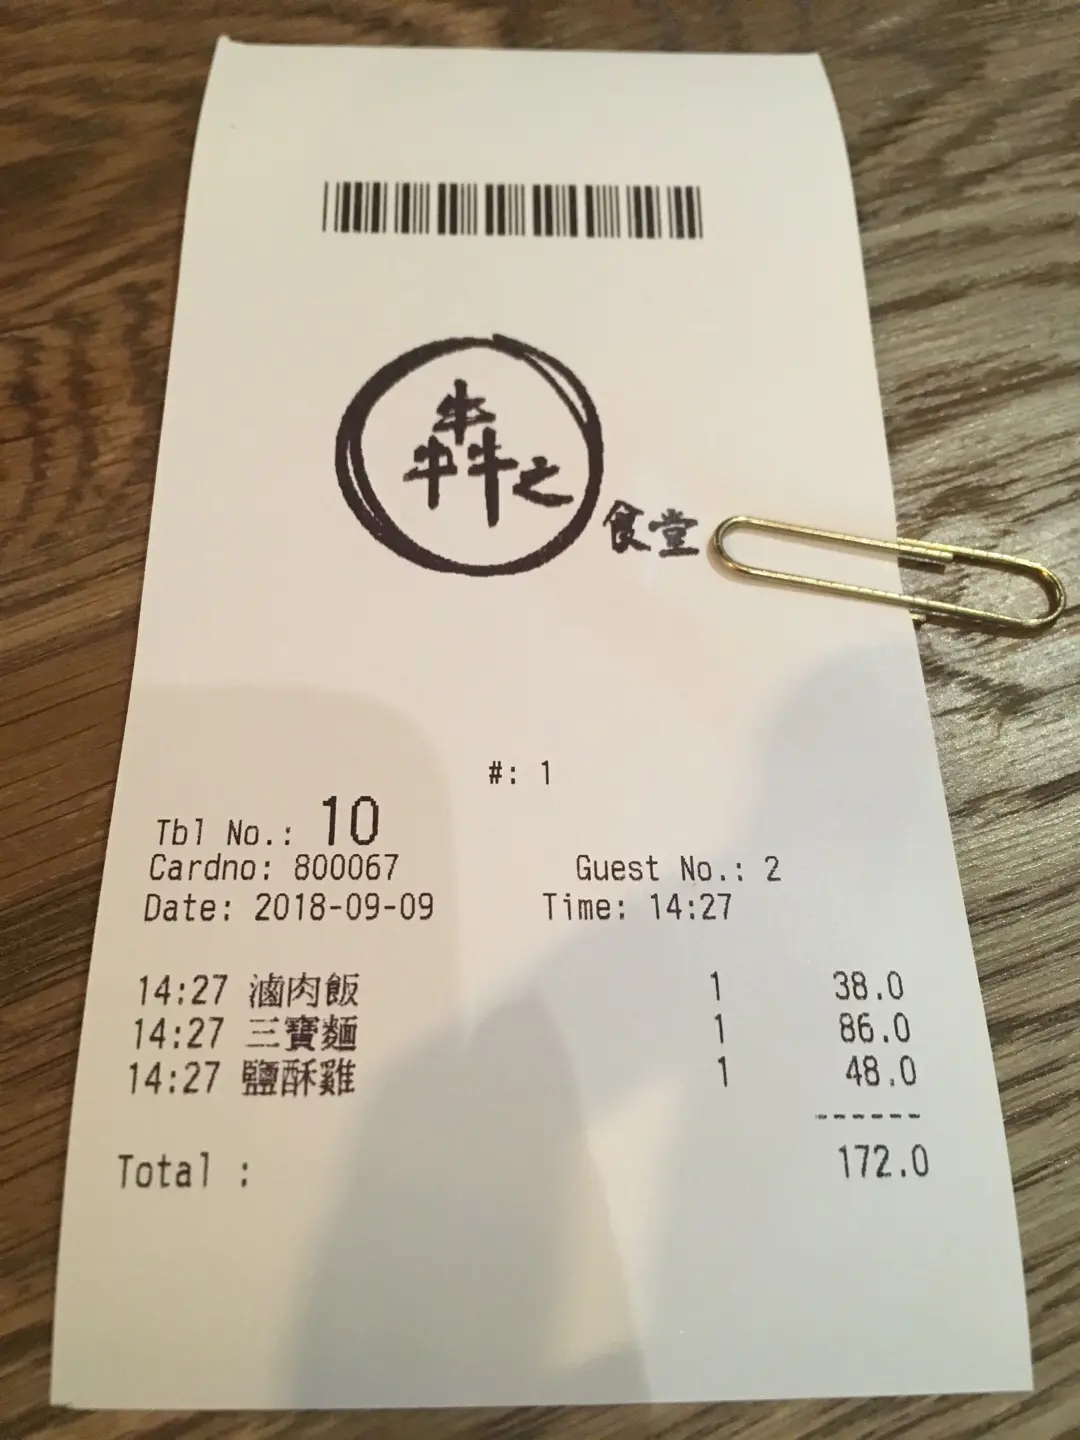 犇之
食堂
#: 1
Tbl No.: 10
Cardno: 800067 Guest No.: 2
Date: 2018-09-09 Time: 14:27
14:27 滷肉飯 1 38.0
14:27 三寶麵 1 86.0
14:27 鹽酥雞 1 48.0
------
Total : 172.0